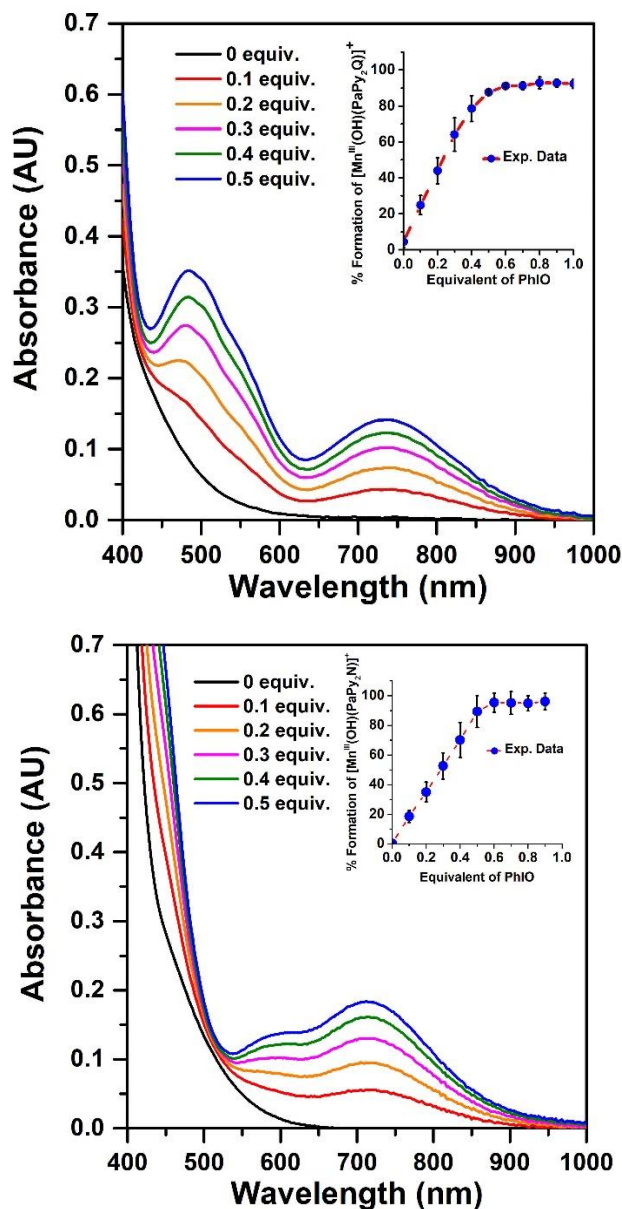 0.7
0.6
0.5
0.4
0.3
0.2
0.1
0.0
Absorbance (AU)
0 equiv.
0.1 equiv.
0.2 equiv.
0.3 equiv.
0.4 equiv.
0.5 equiv.
% Formation of [Mn^III(OH)(PaPy₂Q)]⁺
100
80
60
40
20
0
Exp. Data
0.0 0.2 0.4 0.6 0.8 1.0
Equivalent of PhIO
400 500 600 700 800 900 1000
Wavelength (nm)
0.7
0.6
0.5
0.4
0.3
0.2
0.1
0.0
Absorbance (AU)
0 equiv.
0.1 equiv.
0.2 equiv.
0.3 equiv.
0.4 equiv.
0.5 equiv.
% Formation of [Mn^III(OH)(PaPy₂N)]⁺
100
80
60
40
20
0
Exp. Data
0.0 0.2 0.4 0.6 0.8 1.0
Equivalent of PhIO
400 500 600 700 800 900 1000
Wavelength (nm)